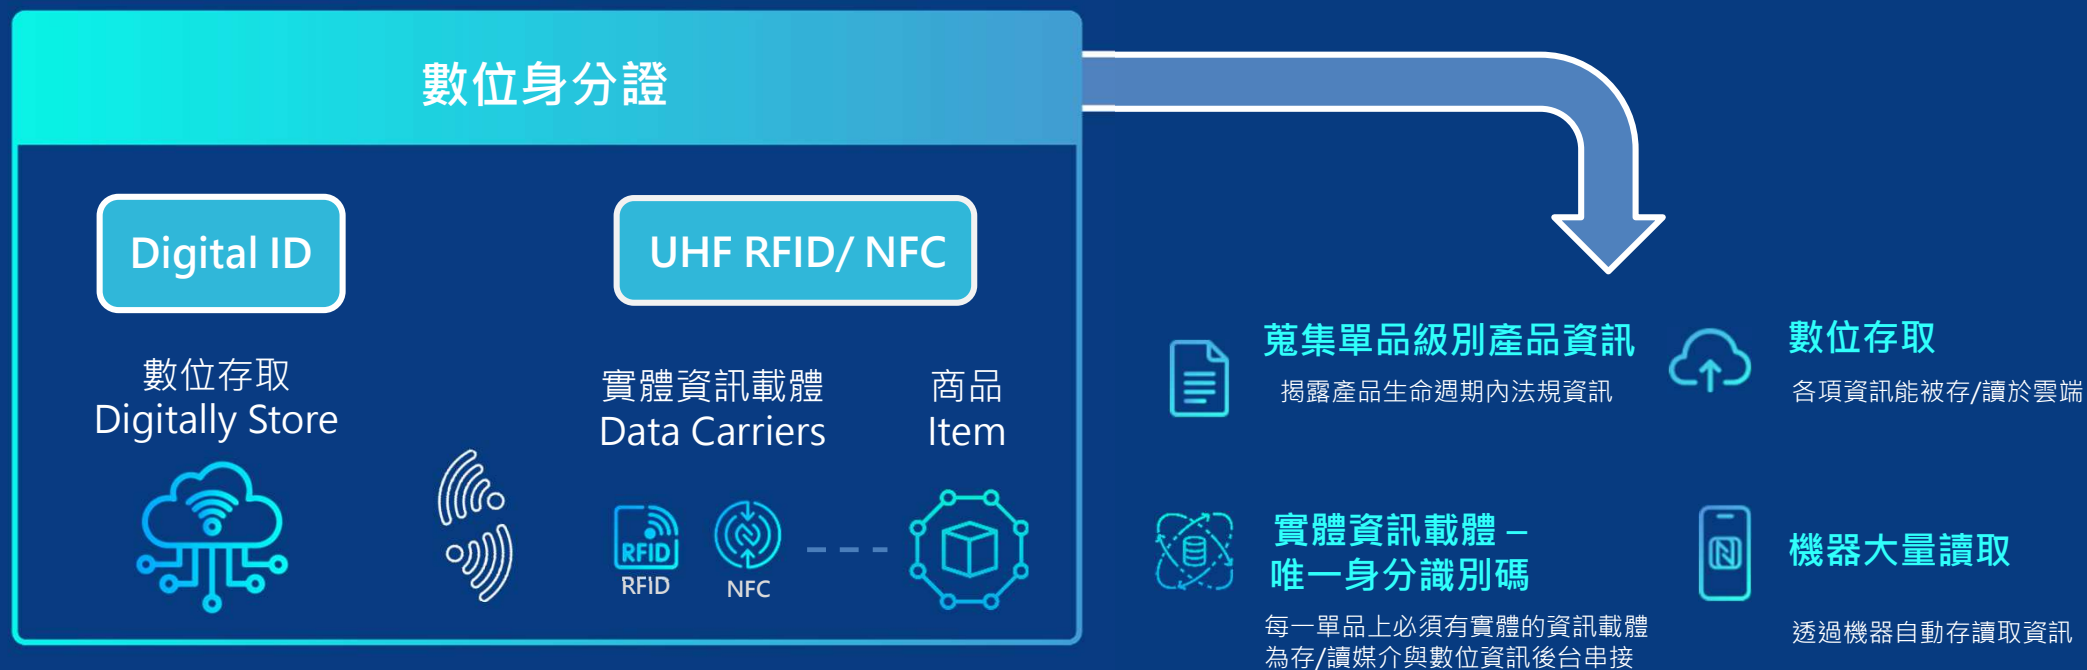 數位身分證
Digital ID
數位存取
Digitally Store
UHF RFID/ NFC
實體資訊載體
Data Carriers
商品
Item
RFID
RFID
NFC
蒐集單品級別產品資訊
揭露產品生命週期內法規資訊
數位存取
各項資訊能被存/讀於雲端
實體資訊載體 –
唯一身分識別碼
每一單品上必須有實體的資訊載體
為存/讀媒介與數位資訊後台串接
機器大量讀取
透過機器自動存讀取資訊